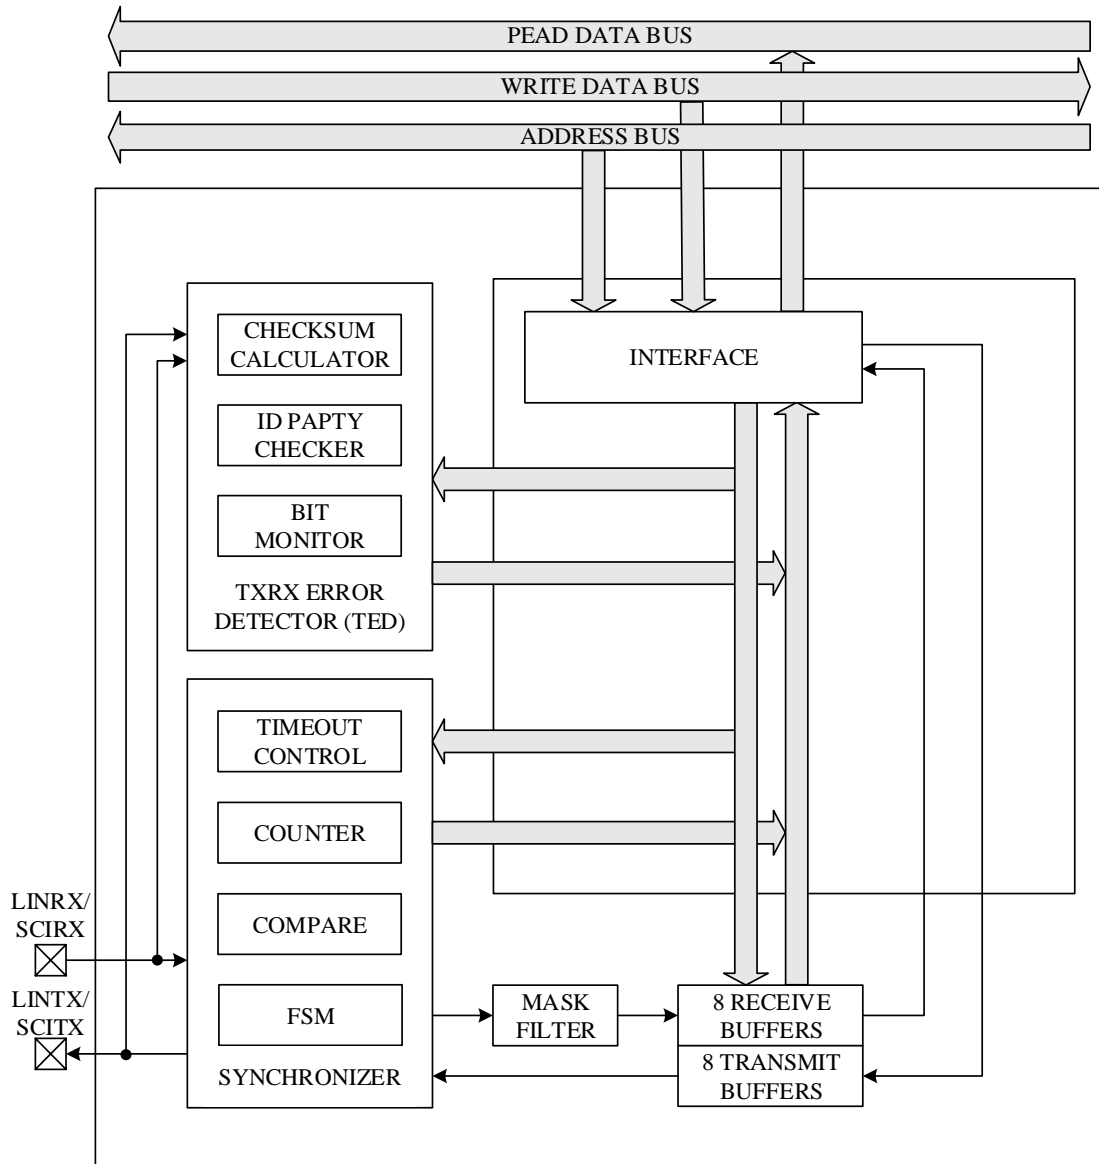 PEAD DATA BUS
WRITE DATA BUS
ADDRESS BUS
CHECKSUM
CALCULATOR
INTERFACE
ID PAPTY
CHECKER
BIT
MONITOR
TXRX ERROR
DETECTOR (TED)
TIMEOUT
CONTROL
COUNTER
COMPARE
LINRX/
SCIRX
LINTX/
SCITX
FSM
SYNCHRONIZER
MASK
FILTER
8 RECEIVE
BUFFERS
8 TRANSMIT
BUFFERS